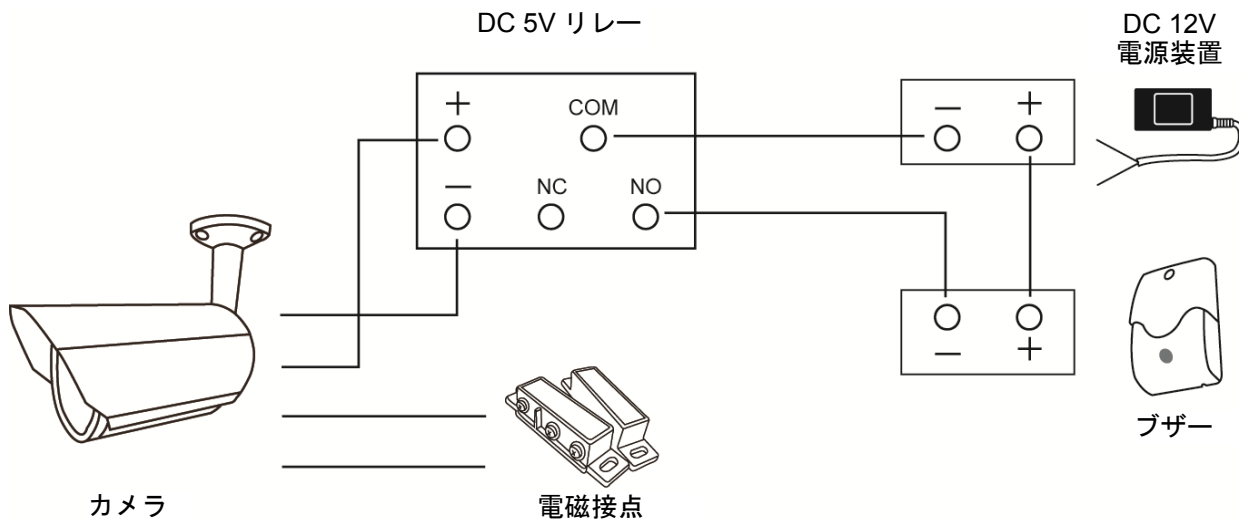 DC 5V リレー
DC 12V
電源装置
+
COM
— +
— NC NO
— +
ブザー
カメラ
電磁接点